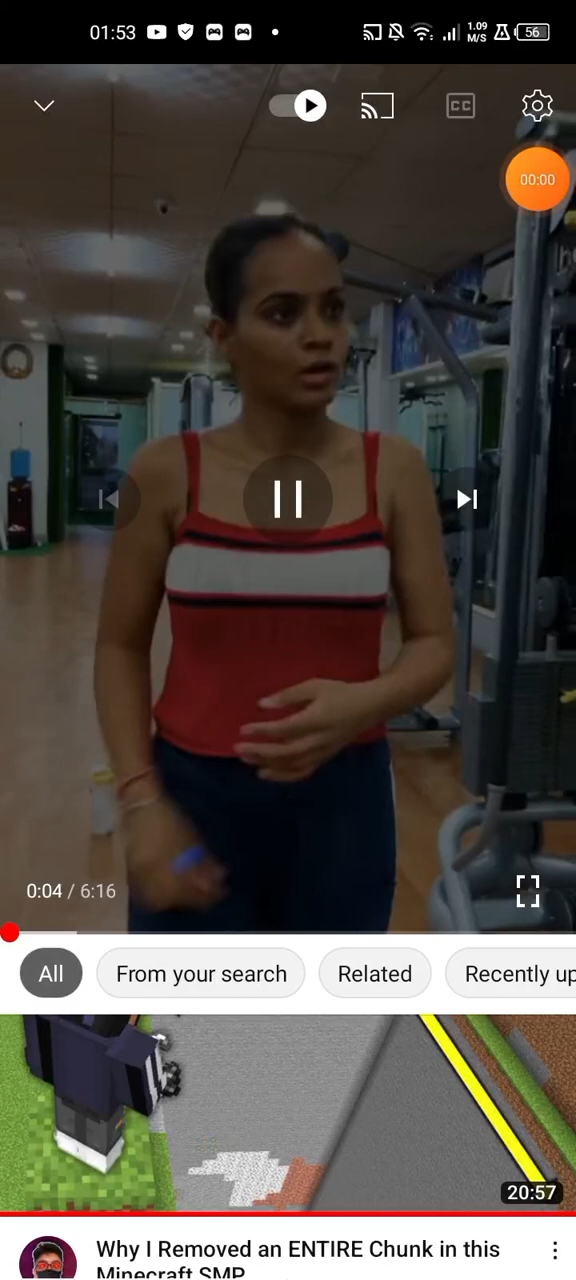 01:53
1.09
M/S
56
CC
00:00
0:04 / 6:16
All
From your search
Related
Recently up
20:57
Why I Removed an ENTIRE Chunk in this
Minecraft SMP